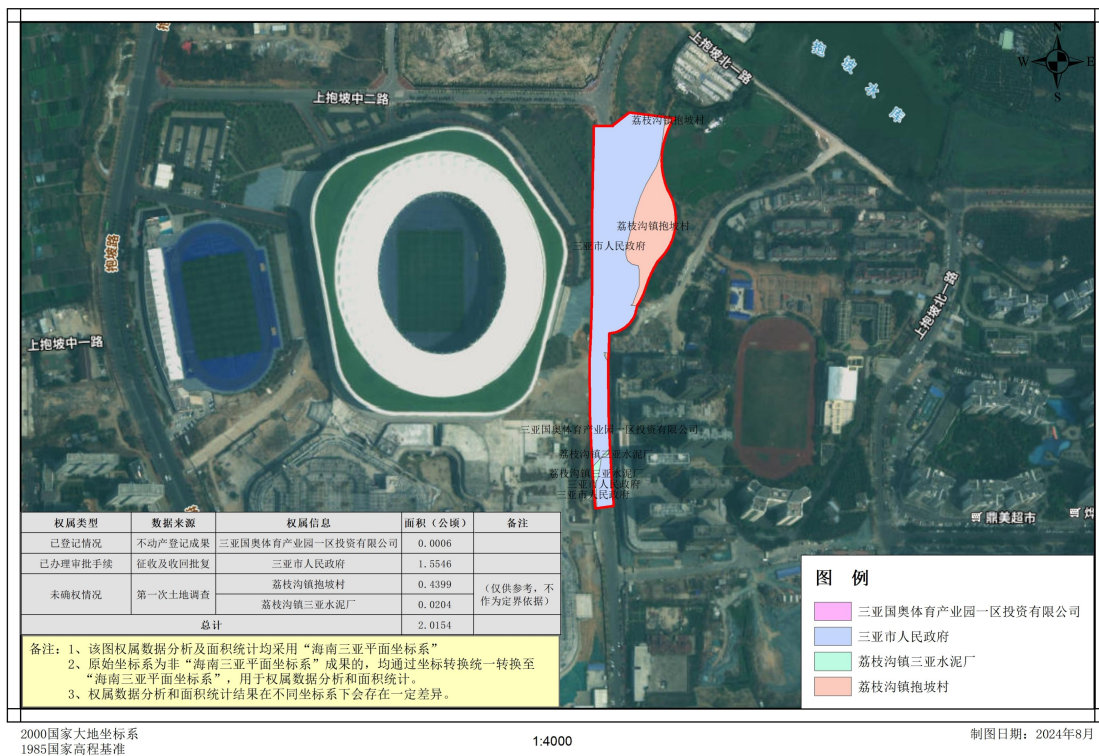 N
W
E
S
上抱坡北一路
抱坡水库
上抱坡中二路
荔枝沟镇抱坡村
荔枝沟镇抱坡村
三亚市人民政府
抱坡路
上抱坡北一路
上抱坡中一路
三亚国奥体育产业园一区投资有限公司
荔枝沟镇三亚水泥厂
荔枝沟镇三亚水泥厂
三亚市人民政府
三亚市人民政府
鼎美超市
权属类型 数据来源 权属信息 面积（公顷） 备注
已登记情况 不动产登记成果 三亚国奥体育产业园一区投资有限公司 0.0006
已办理审批手续 征收及收回批复 三亚市人民政府 1.5546
未确权情况 第一次土地调查 荔枝沟镇抱坡村 0.4399 （仅供参考，不
作为定界依据）
荔枝沟镇三亚水泥厂 0.0204
总计 2.0154
备注：1、该图权属数据分析及面积统计均采用“海南三亚平面坐标系”
2、原始坐标系为非“海南三亚平面坐标系”成果的，均通过坐标转换统一转换至
“海南三亚平面坐标系”，用于权属数据分析和面积统计。
3、权属数据分析和面积统计结果在不同坐标系下会存在一定差异。
图 例
三亚国奥体育产业园一区投资有限公司
三亚市人民政府
荔枝沟镇三亚水泥厂
荔枝沟镇抱坡村
2000国家大地坐标系
1985国家高程基准
1:4000
制图日期：2024年8月